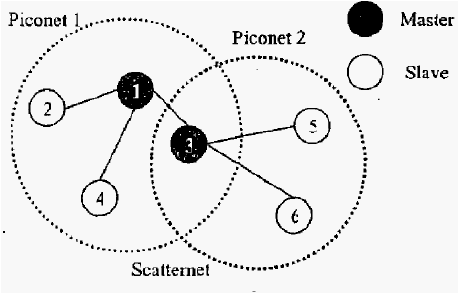 Piconet 1
Piconet 2
Master
Slave
1
2
3
5
4
6
Scatternet